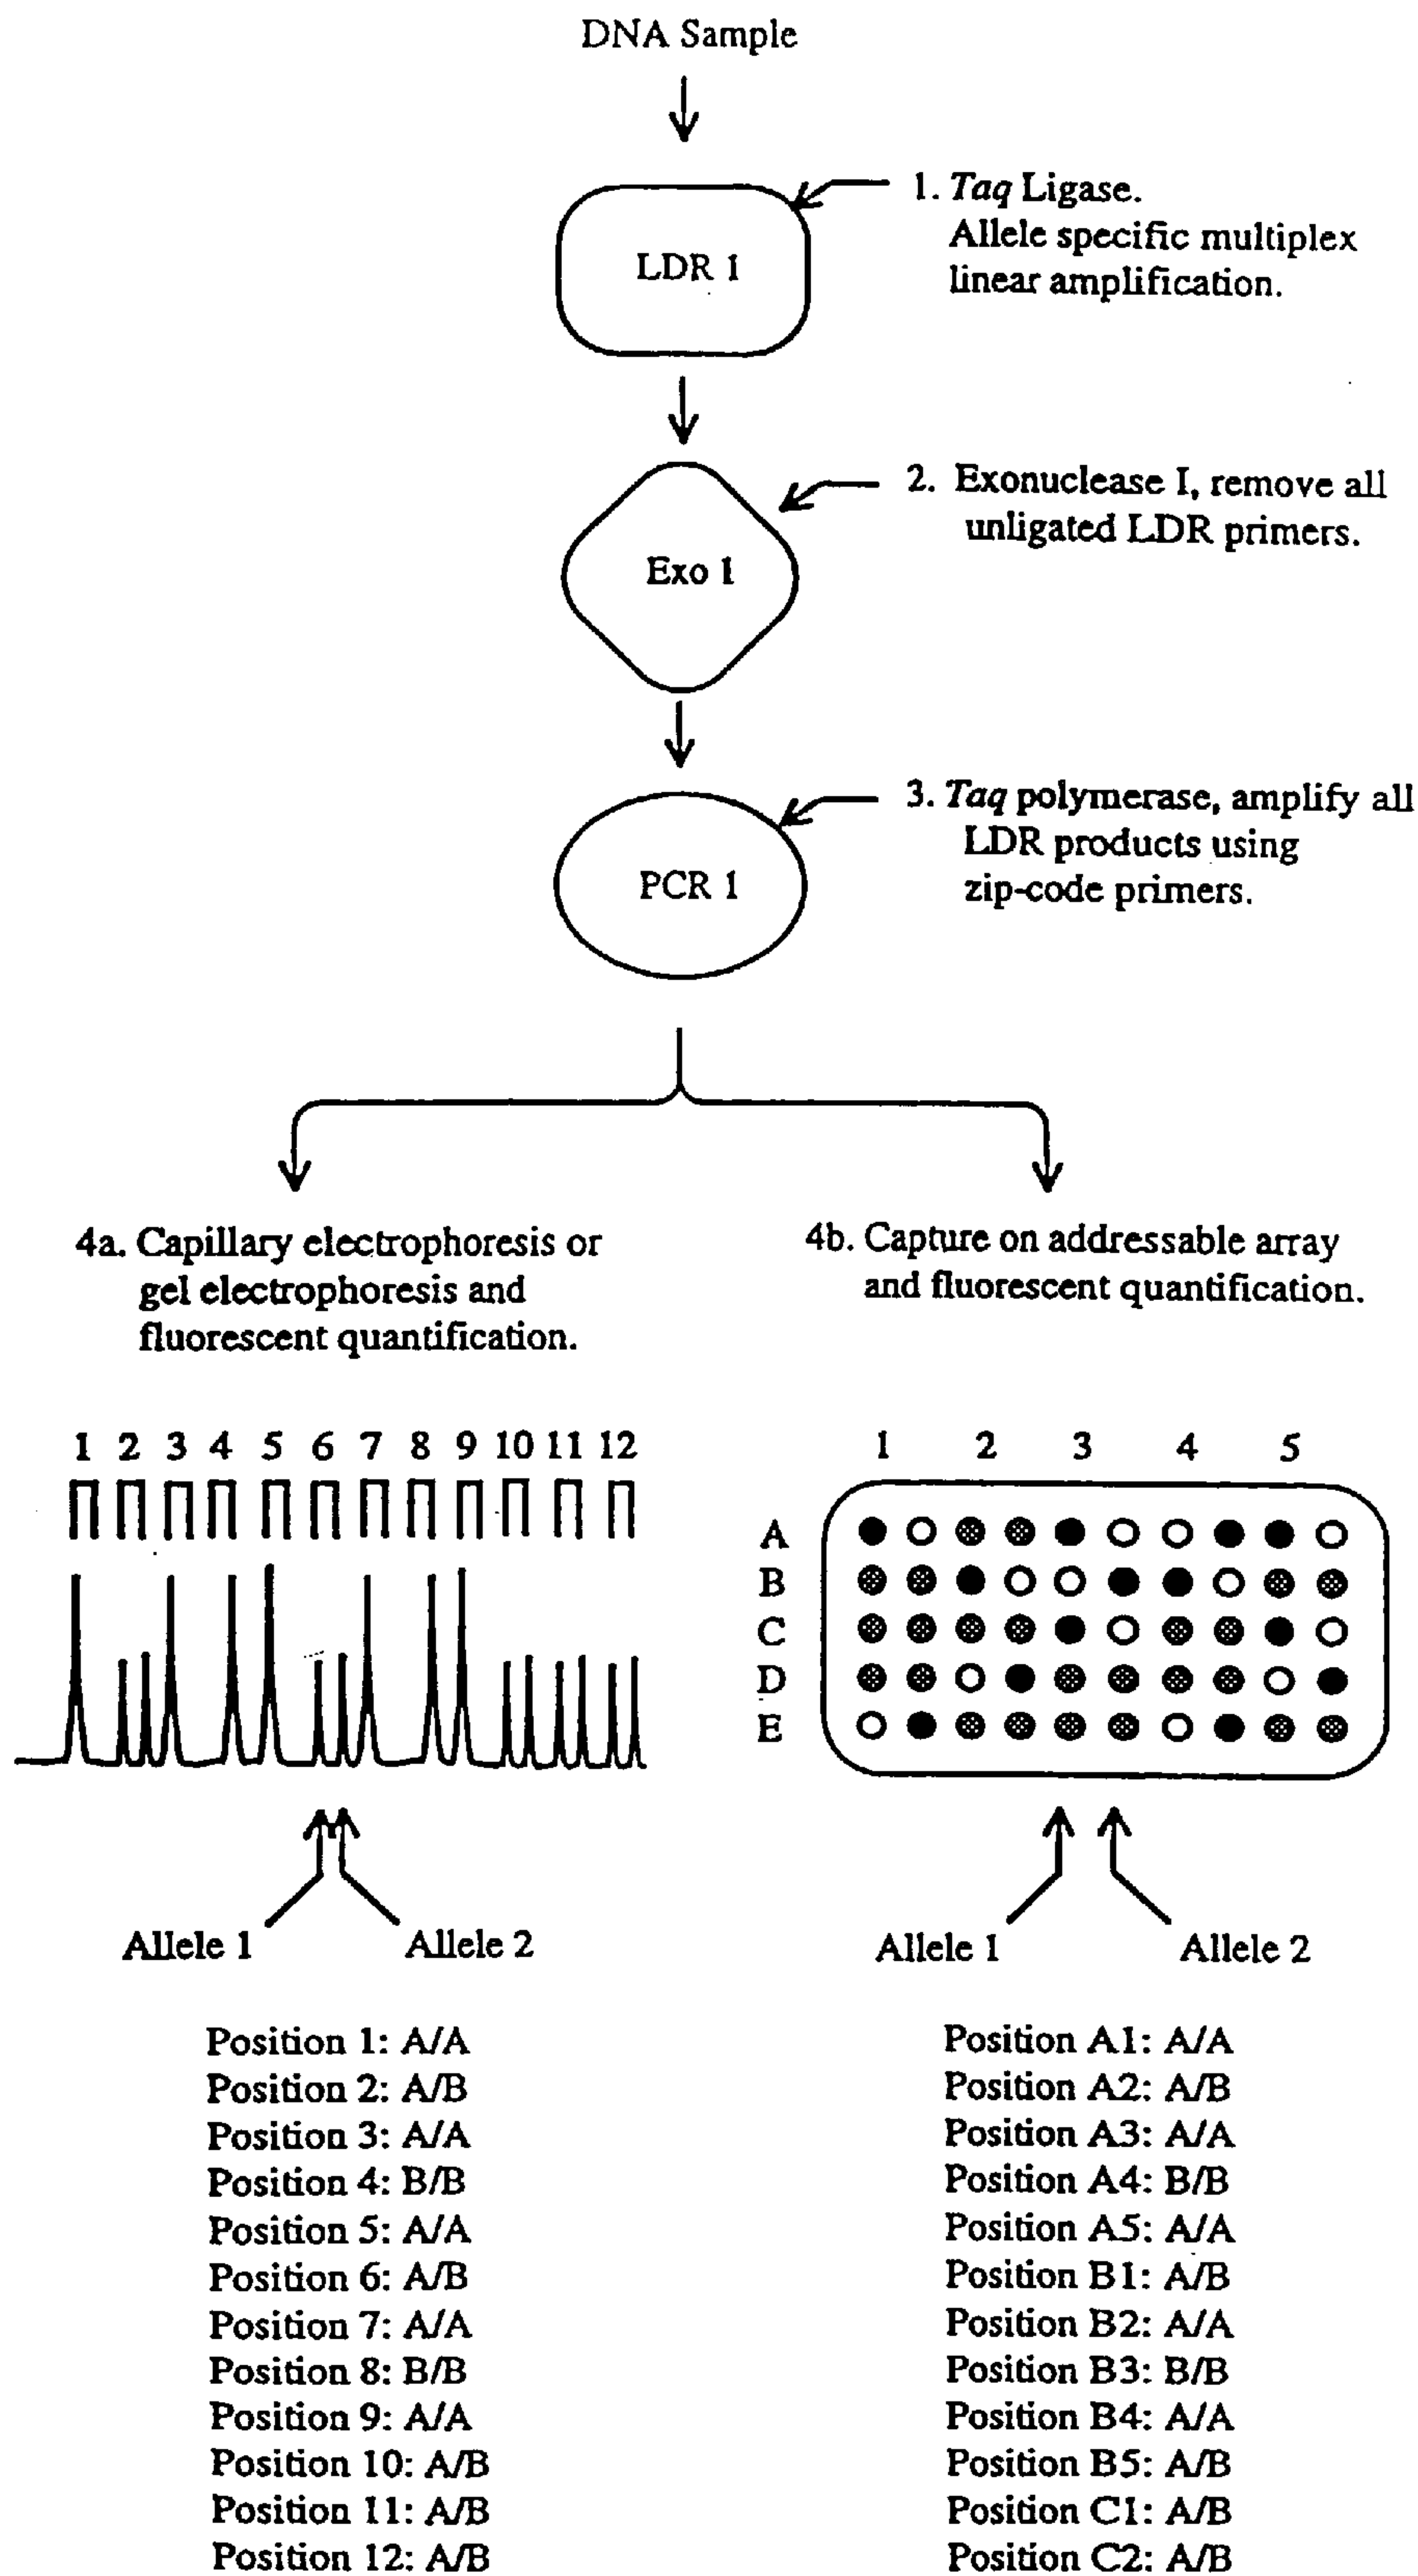 DNA Sample
LDR 1
1. Taq Ligase.
Allele specific multiplex
linear amplification.
Exo 1
2. Exonuclease I, remove all
unligated LDR primers.
PCR 1
3. Taq polymerase, amplify all
LDR products using
zip-code primers.
4a. Capillary electrophoresis or
gel electrophoresis and
fluorescent quantification.
1 2 3 4 5 6 7 8 9 10 11 12
Allele 1 Allele 2
Position 1: A/A
Position 2: A/B
Position 3: A/A
Position 4: B/B
Position 5: A/A
Position 6: A/B
Position 7: A/A
Position 8: B/B
Position 9: A/A
Position 10: A/B
Position 11: A/B
Position 12: A/B
4b. Capture on addressable array
and fluorescent quantification.
1 2 3 4 5
A
B
C
D
E
Allele 1 Allele 2
Position A1: A/A
Position A2: A/B
Position A3: A/A
Position A4: B/B
Position A5: A/A
Position B1: A/B
Position B2: A/A
Position B3: B/B
Position B4: A/A
Position B5: A/B
Position C1: A/B
Position C2: A/B